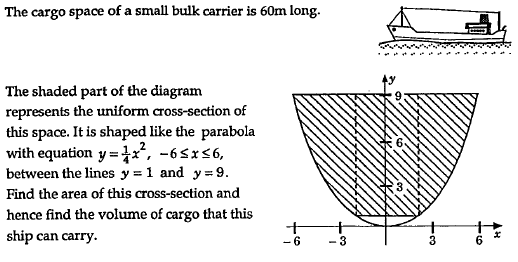 The cargo space of a small bulk carrier is 60m long.
The shaded part of the diagram
represents the uniform cross-section of
this space. It is shaped like the parabola
with equation y = ¼x², −6 ≤ x ≤ 6,
between the lines y = 1 and y = 9.
Find the area of this cross-section and
hence find the volume of cargo that this
ship can carry.
y
9
6
3
−6 −3 3 6 x